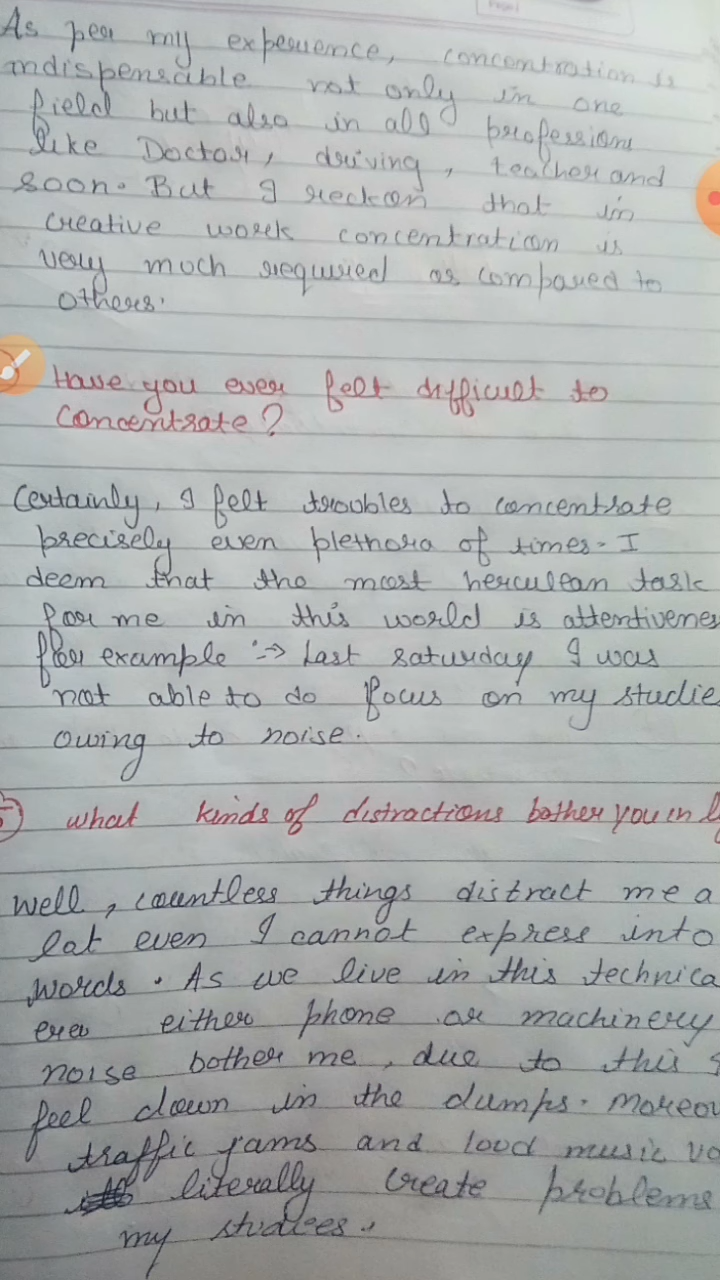 As per my experience, concentration is
indispensable not only in one
field but also in all professions
like Doctor, driving, teacher and
soon. But I reckon that in
creative work concentration is
very much required as compared to
others.
Have you ever felt difficult to
Concentrate?
Certainly, I felt troubles to concentrate
precisely even plethora of times. I
deem that the most herculean task
for me in this world is attentivenes
for example :→ Last saturday I was
not able to do focus on my studie
owing to noise.
what kinds of distractions bother you in
Well, countless things distract me a
lot even I cannot express into
words. As we live in this technica
era either phone or machinery
noise bother me, due to this
feel down in the dumps. Moreov
traffic jams and loud music vo
literally create problems
my studies.